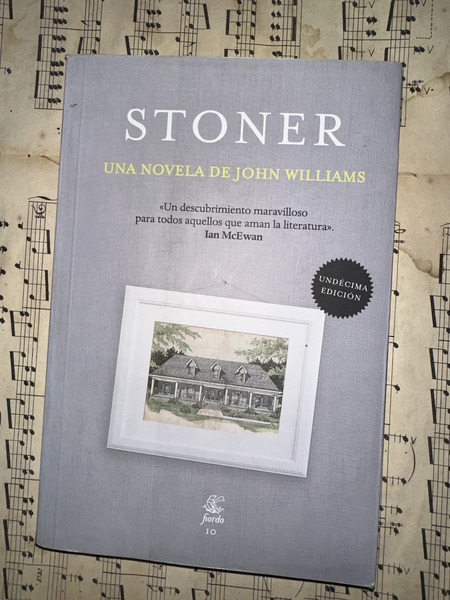 STONER
UNA NOVELA DE JOHN WILLIAMS
«Un descubrimiento maravilloso
para todos aquellos que aman la literatura».
Ian McEwan
UNDÉCIMA
EDICIÓN
fiordo
10